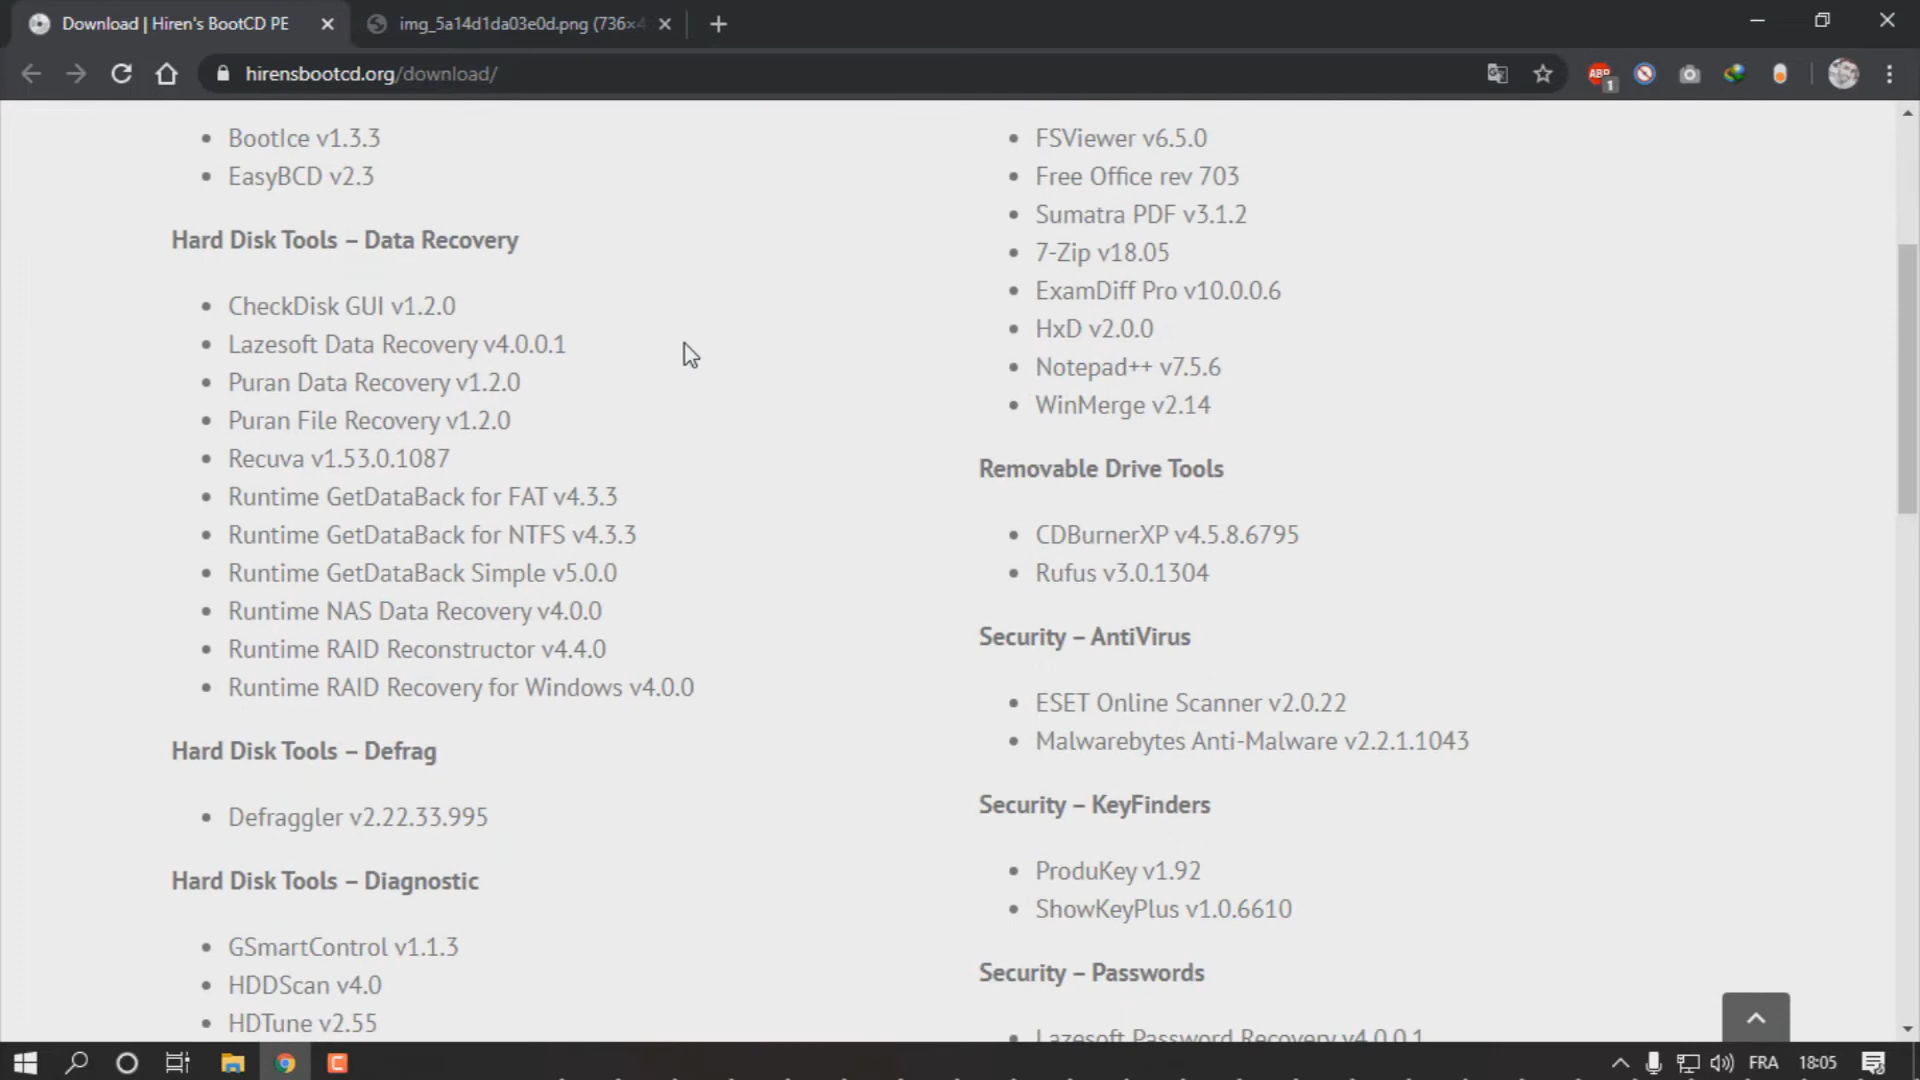 Download | Hiren's BootCD PE
img_5a14d1da03e0d.png (736×4
hirensbootcd.org/download/
ABP
1
BootIce v1.3.3
EasyBCD v2.3
Hard Disk Tools – Data Recovery
CheckDisk GUI v1.2.0
Lazesoft Data Recovery v4.0.0.1
Puran Data Recovery v1.2.0
Puran File Recovery v1.2.0
Recuva v1.53.0.1087
Runtime GetDataBack for FAT v4.3.3
Runtime GetDataBack for NTFS v4.3.3
Runtime GetDataBack Simple v5.0.0
Runtime NAS Data Recovery v4.0.0
Runtime RAID Reconstructor v4.4.0
Runtime RAID Recovery for Windows v4.0.0
Hard Disk Tools – Defrag
Defraggler v2.22.33.995
Hard Disk Tools – Diagnostic
GSmartControl v1.1.3
HDDScan v4.0
HDTune v2.55
FSViewer v6.5.0
Free Office rev 703
Sumatra PDF v3.1.2
7-Zip v18.05
ExamDiff Pro v10.0.0.6
HxD v2.0.0
Notepad++ v7.5.6
WinMerge v2.14
Removable Drive Tools
CDBurnerXP v4.5.8.6795
Rufus v3.0.1304
Security – AntiVirus
ESET Online Scanner v2.0.22
Malwarebytes Anti-Malware v2.2.1.1043
Security – KeyFinders
ProduKey v1.92
ShowKeyPlus v1.0.6610
Security – Passwords
Lazesoft Password Recovery v4.0.0.1
FRA
18:05